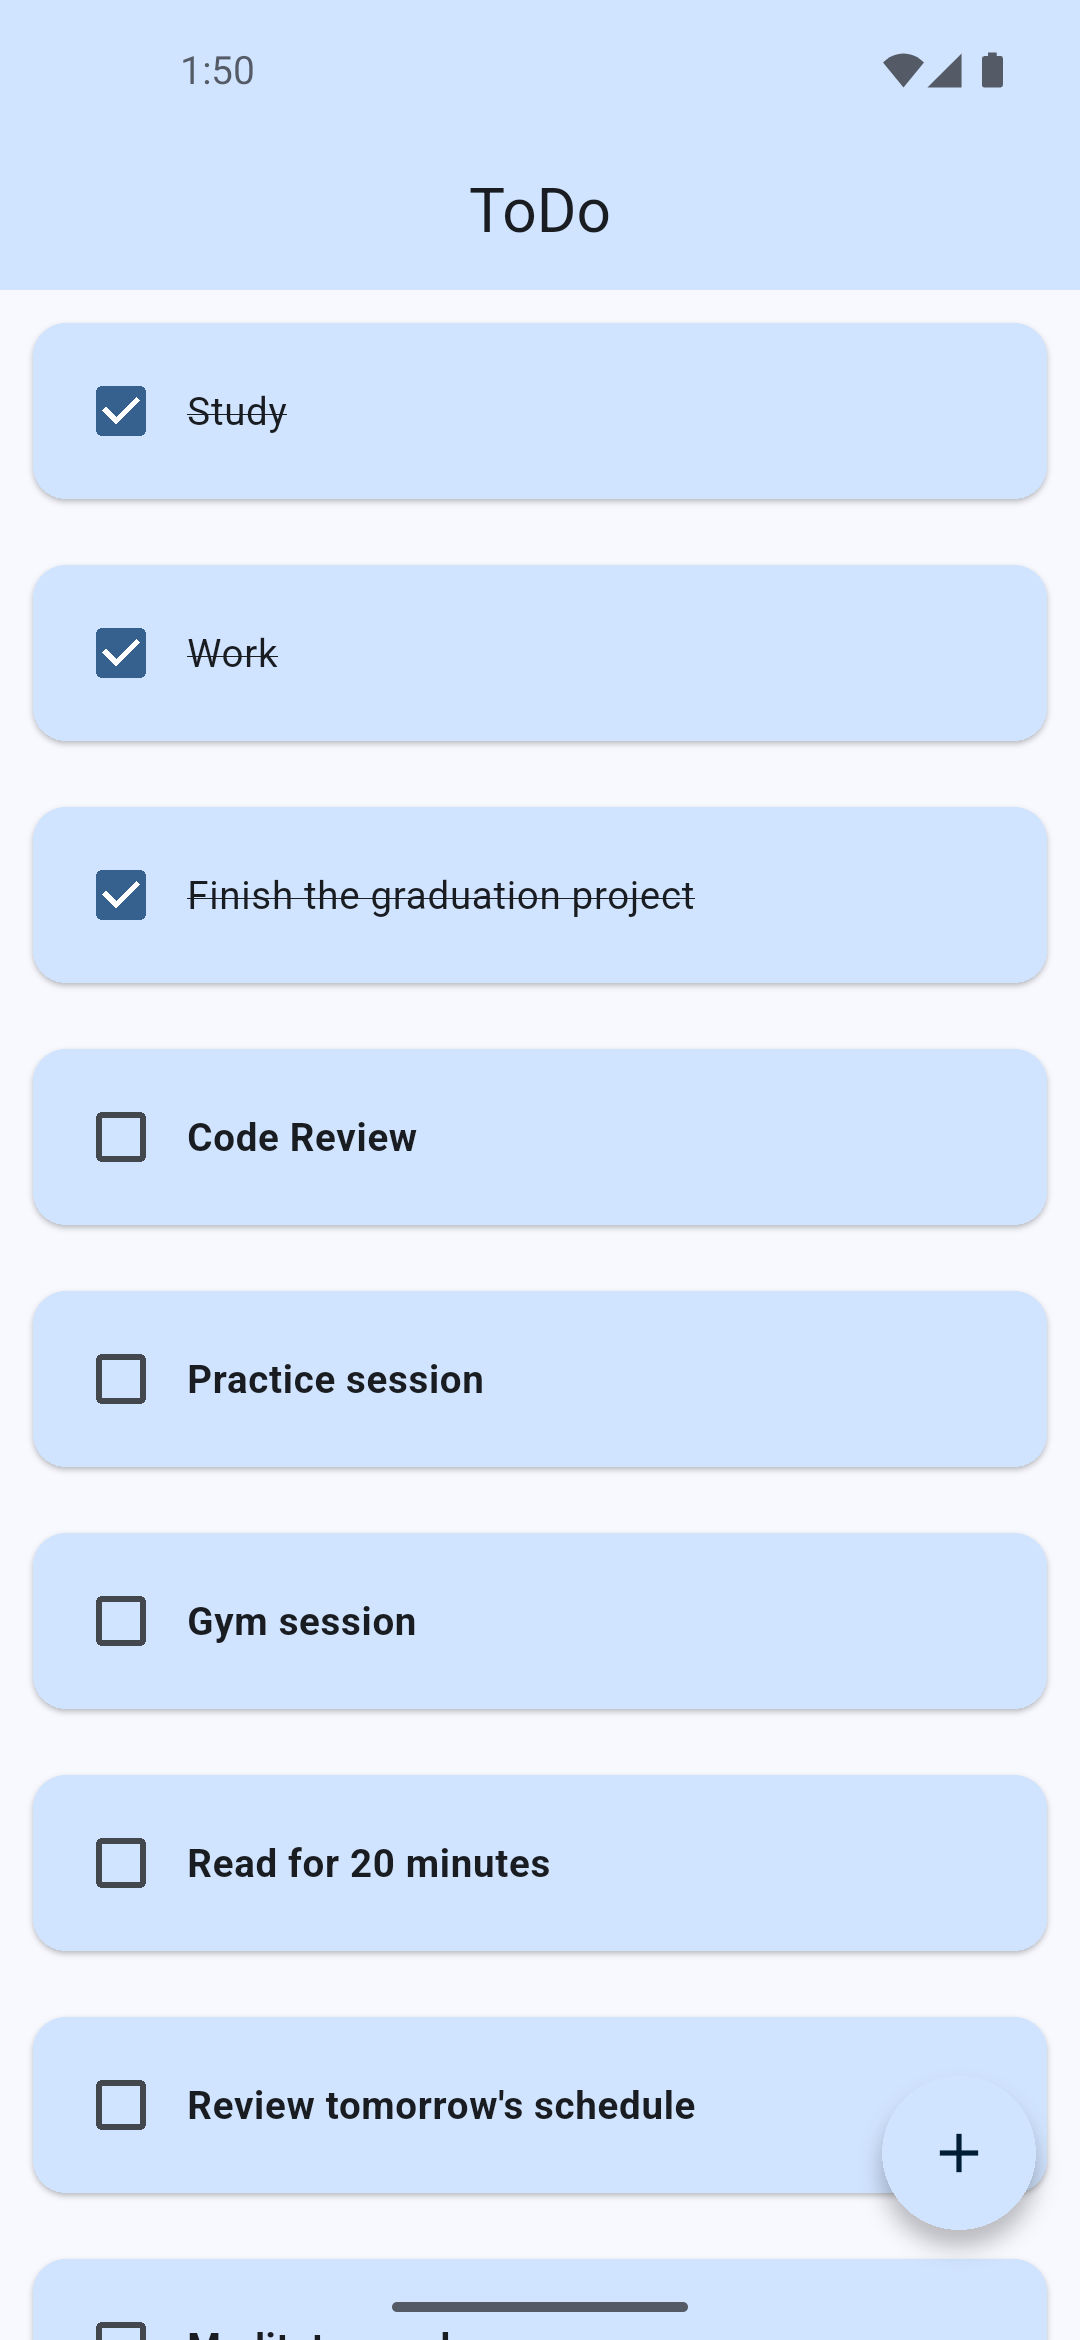 1:50
ToDo
Study
Work
Finish the graduation project
Code Review
Practice session
Gym session
Read for 20 minutes
Review tomorrow's schedule